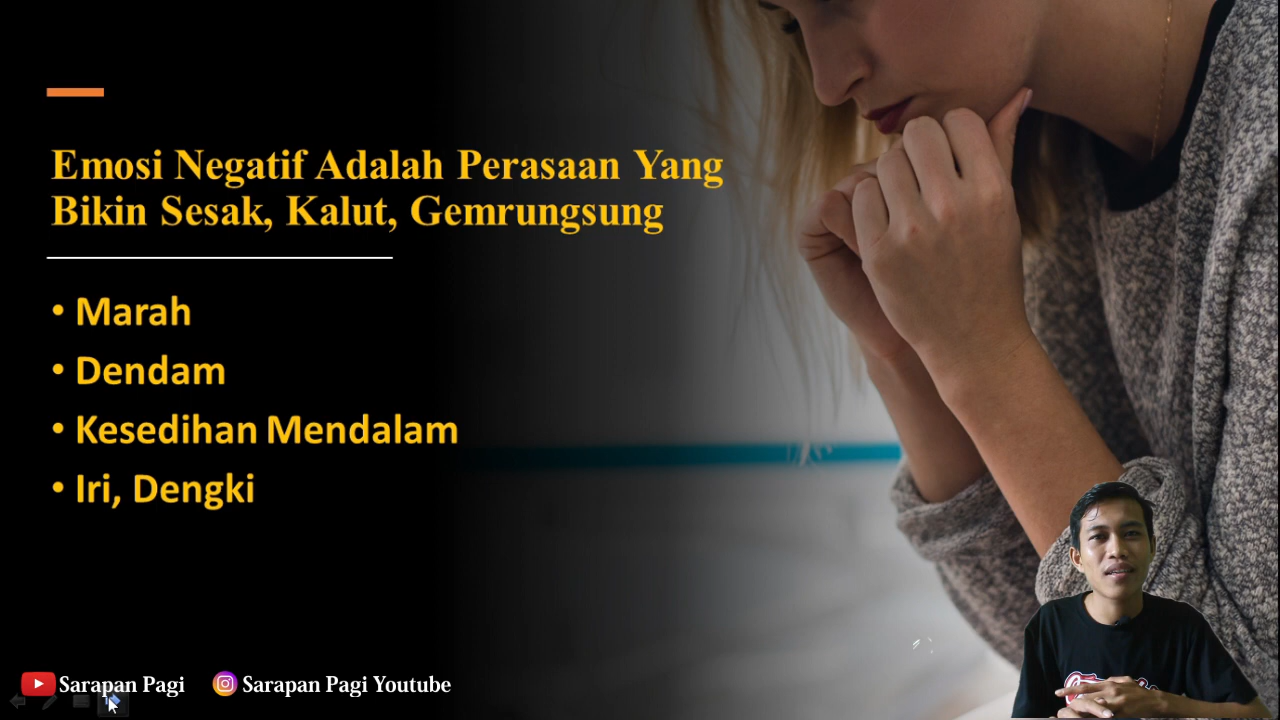 Emosi Negatif Adalah Perasaan Yang
Bikin Sesak, Kalut, Gemrungsung
• Marah
• Dendam
• Kesedihan Mendalam
• Iri, Dengki
Sarapan Pagi
Sarapan Pagi Youtube